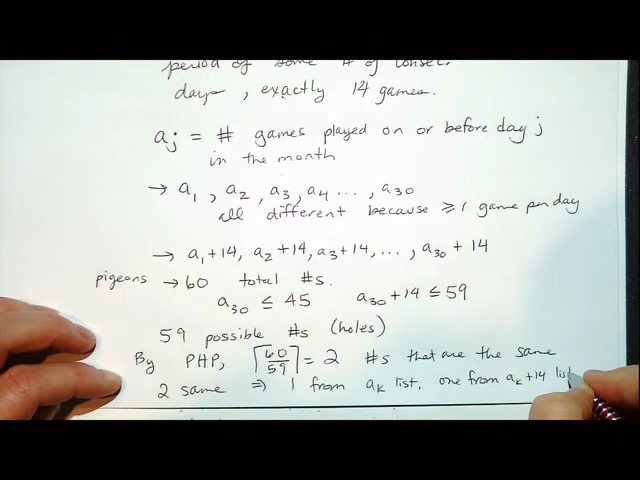 period of some # of consec.
days, exactly 14 games.
aj = # games played on or before day j
in the month
→ a1, a2, a3, a4 ..., a30
all different because ≥ 1 game per day
→ a1+14, a2+14, a3+14, ..., a30+14
pigeons → 60 total #s.
a30 ≤ 45 a30+14 ≤ 59
59 possible #s (holes)
By PHP, ⌈60/59⌉ = 2 #s that are the same
2 same ⇒ 1 from ak list, one from ak+14 list